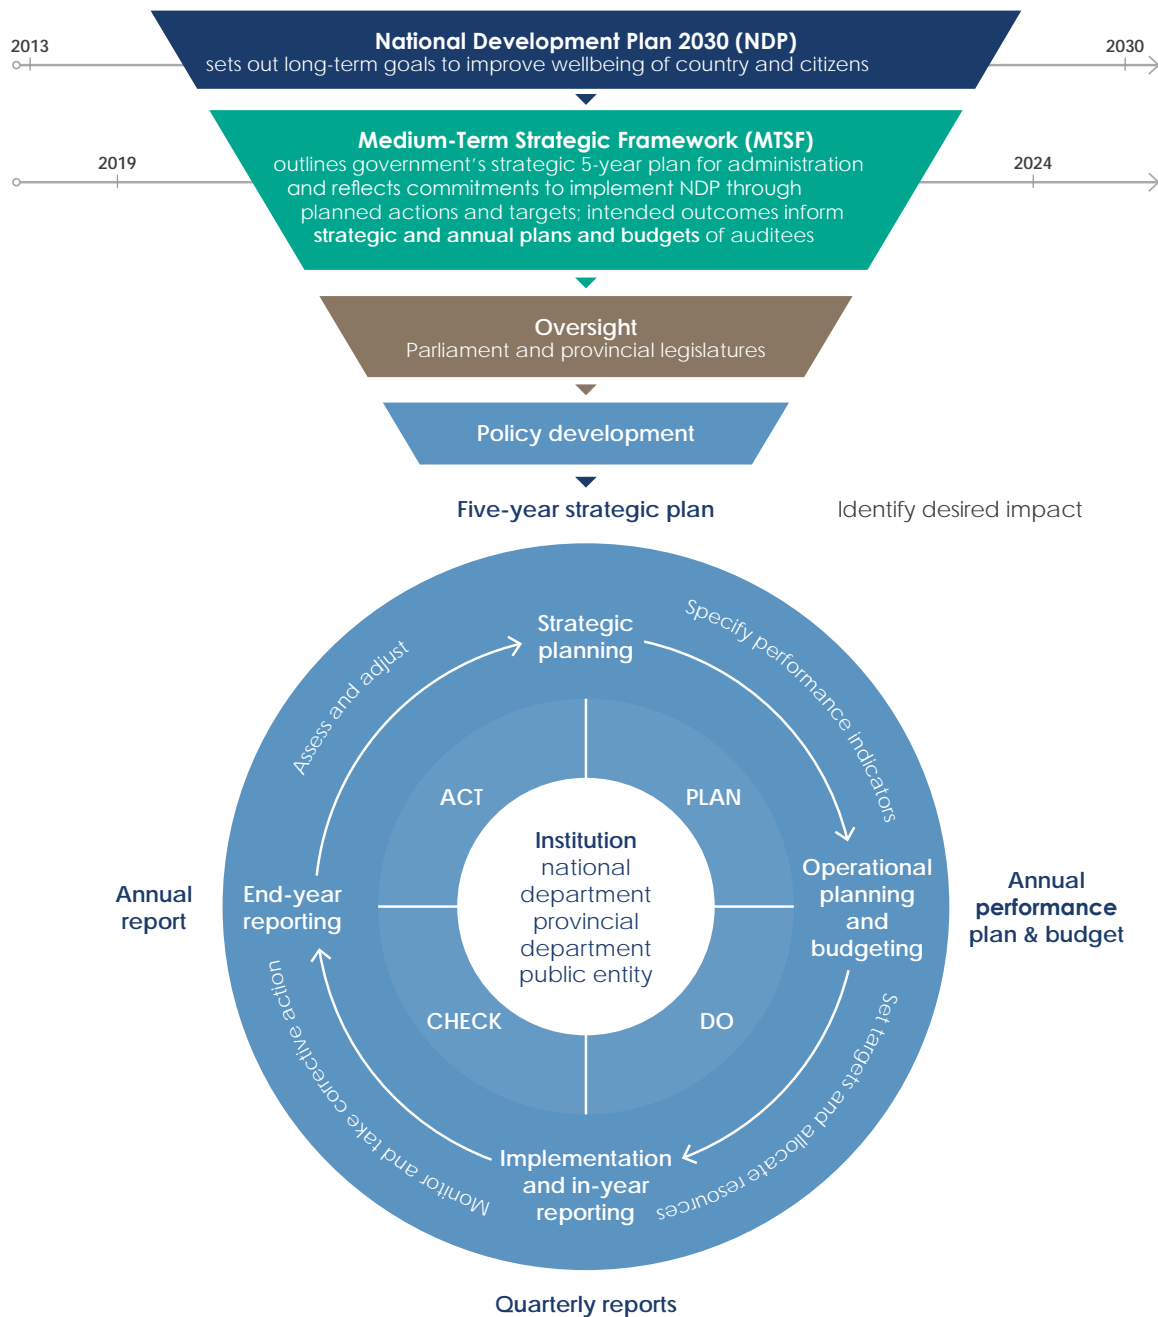 National Development Plan 2030 (NDP)
2013
2030
sets out long-term goals to improve wellbeing of country and citizens
Medium-Term Strategic Framework (MTSF)
2019
2024
outlines government's strategic 5-year plan for administration
and reflects commitments to implement NDP through
planned actions and targets; intended outcomes inform
strategic and annual plans and budgets of auditees
Oversight
Parliament and provincial legislatures
Policy development
Five-year strategic plan
Identify desired impact
Strategic
planning
Specify performance indicators
Assess and adjust
ACT
PLAN
Institution
national
department
provincial
department
public entity
Operational
planning
and
budgeting
Annual
performance
plan & budget
End-year
reporting
Annual
report
CHECK
DO
Set targets and allocate resources
Monitor and take corrective action
Implementation
and in-year
reporting
Quarterly reports